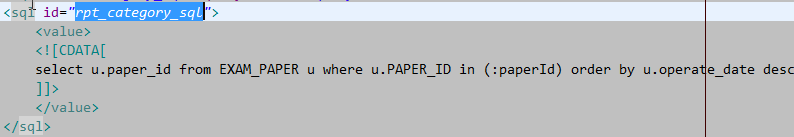 <sql id="rpt_category_sql">
<value>
<![CDATA[
select u.paper_id from EXAM_PAPER u where u.PAPER_ID in (:paperId) order by u.operate_date desc
]]>
</value>
</sql>